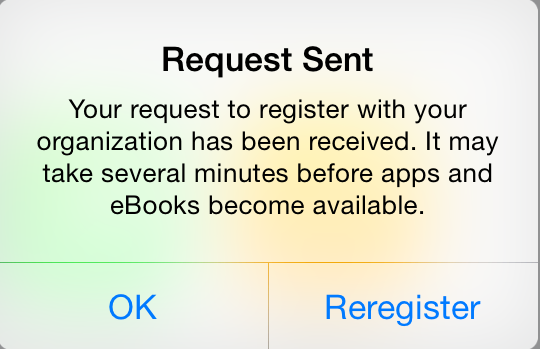 Request Sent
Your request to register with your
organization has been received. It may
take several minutes before apps and
eBooks become available.
OK
Reregister